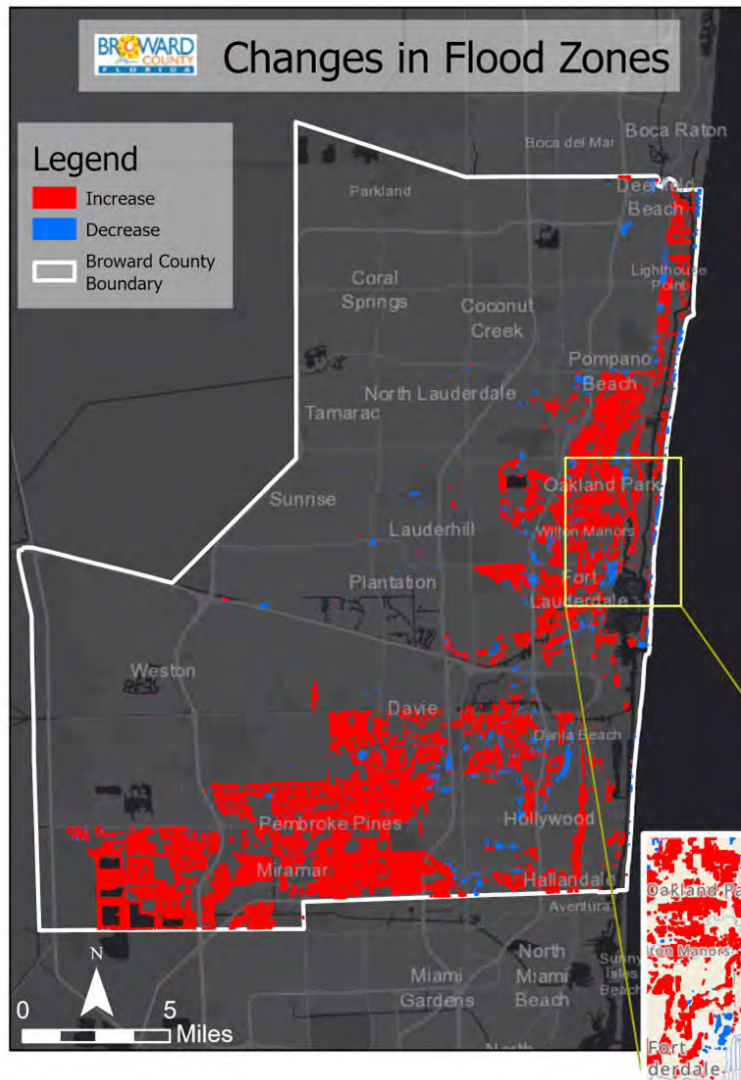 BROWARD
COUNTY
FLORIDA
Changes in Flood Zones
Legend
Increase
Decrease
Broward County
Boundary
Boca del Mar
Boca Raton
Parkland
Deerfield
Beach
Coral
Springs
Lighthouse
Point
Coconut
Creek
Pompano
Beach
North Lauderdale
Tamarac
Oakland Park
Sunrise
Lauderhill
Wilton Manors
Plantation
Fort
Lauderdale
Weston
Davie
Dania Beach
Pembroke Pines
Hollywood
Miramar
Hallandale
Aventura
N
North
Miami
Beach
Sunny
Isles
Beach
Miami
Gardens
North
0 5
Miles
Oakland Pa
ton Manors
Fort
derdale